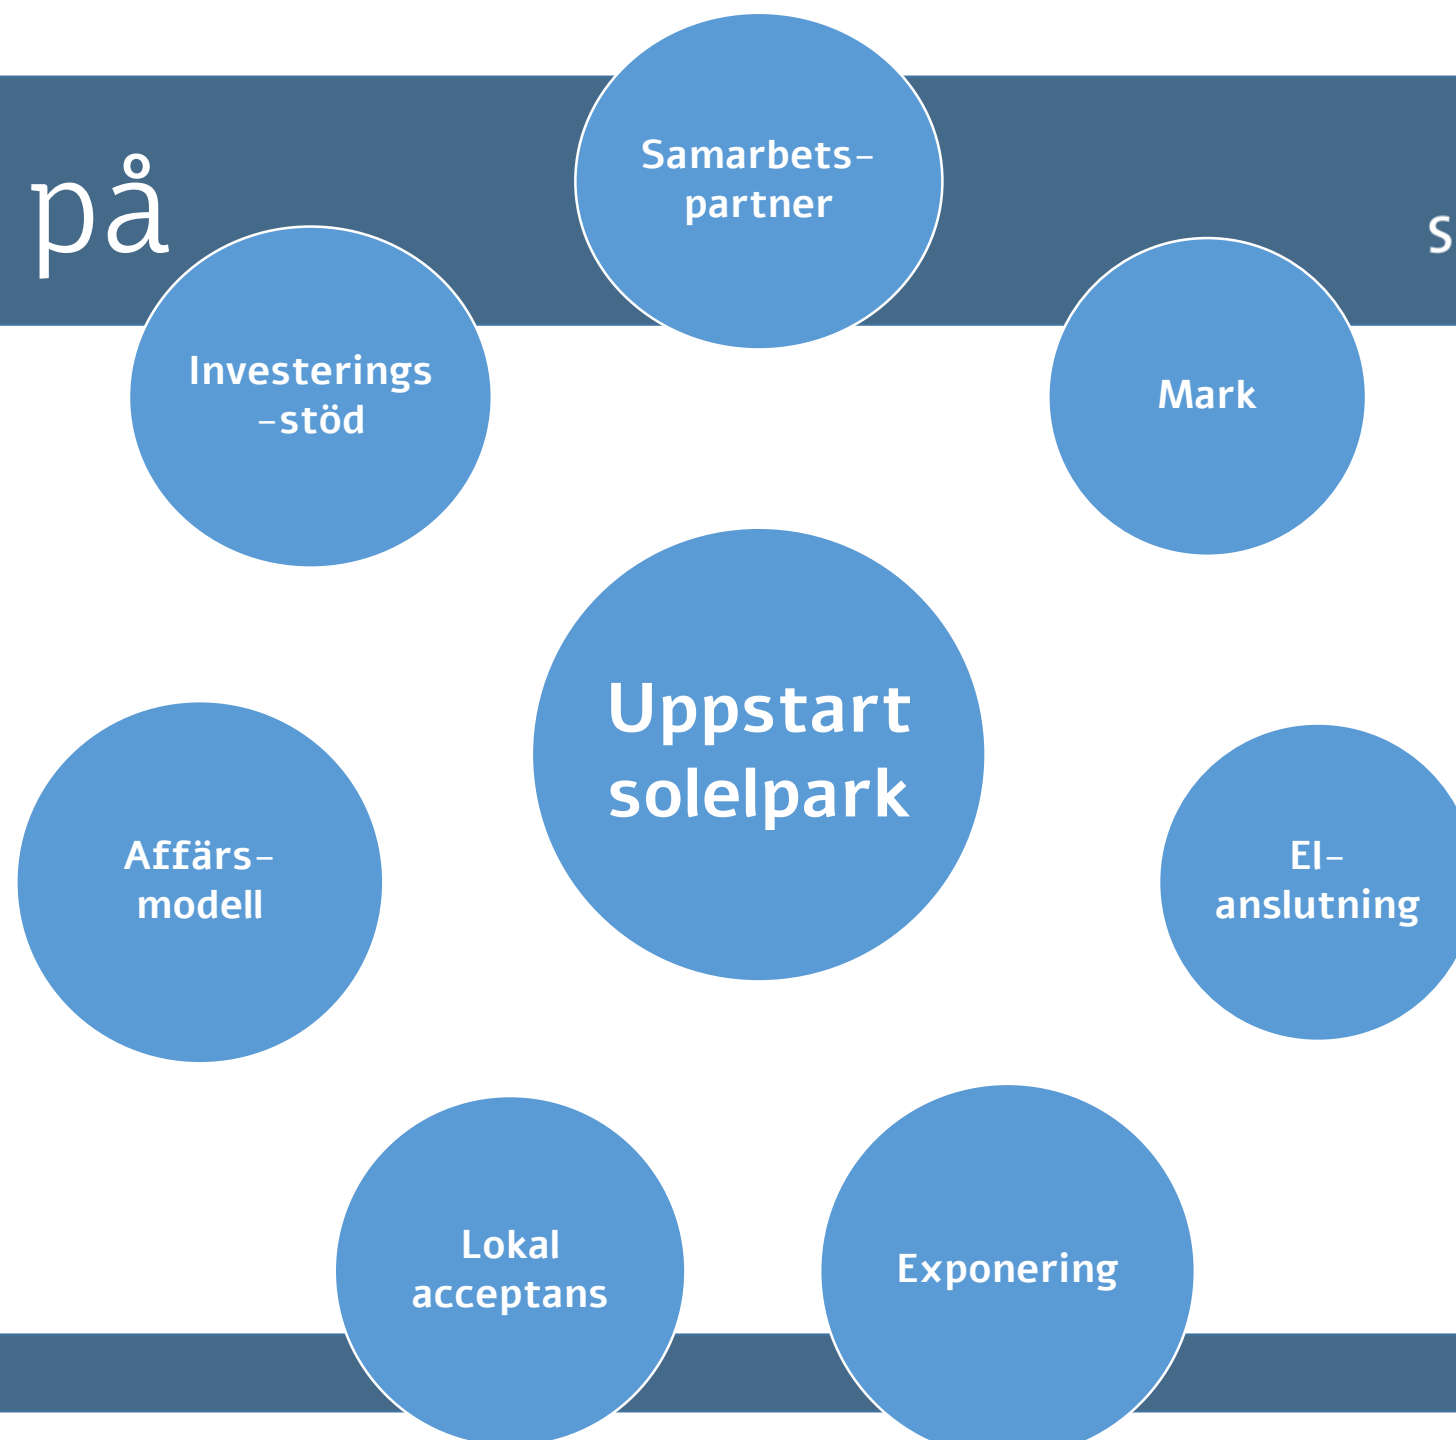 på
S
Samarbets-
partner
Investerings
-stöd
Mark
Uppstart
solelpark
Affärs-
modell
El-
anslutning
Lokal
acceptans
Exponering